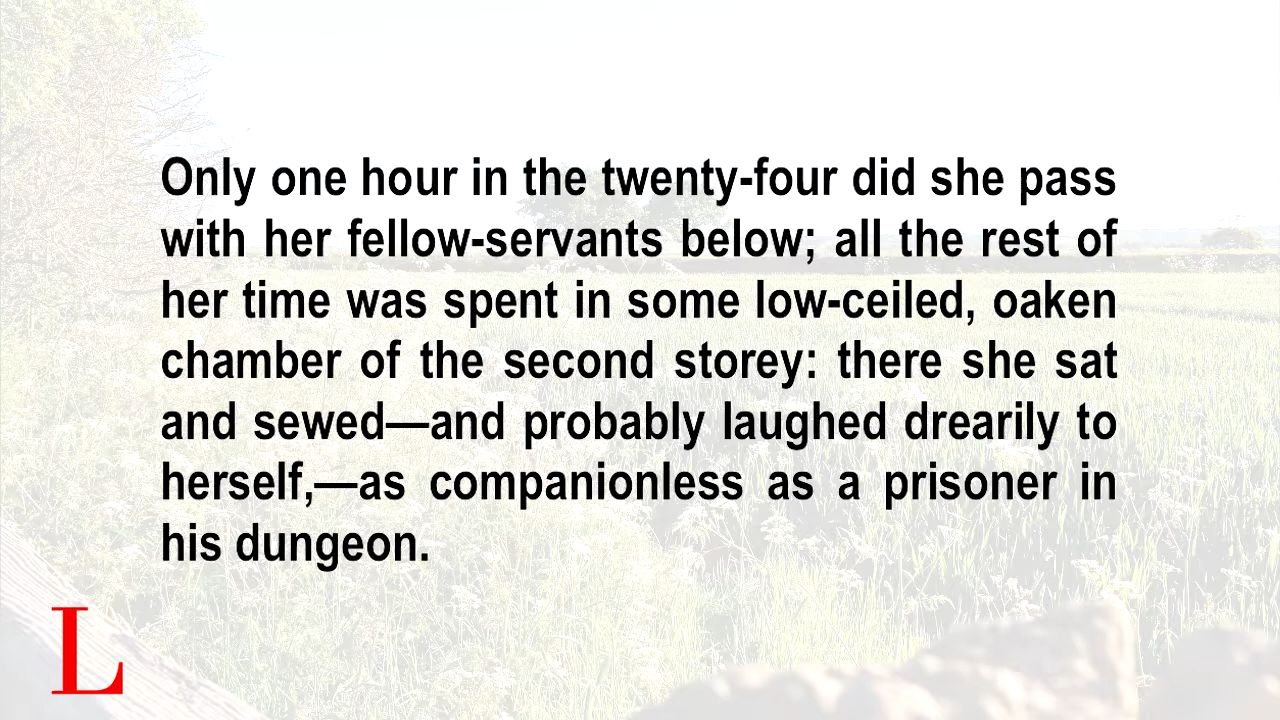 Only one hour in the twenty-four did she pass
with her fellow-servants below; all the rest of
her time was spent in some low-ceiled, oaken
chamber of the second storey: there she sat
and sewed—and probably laughed drearily to
herself,—as companionless as a prisoner in
his dungeon.
L